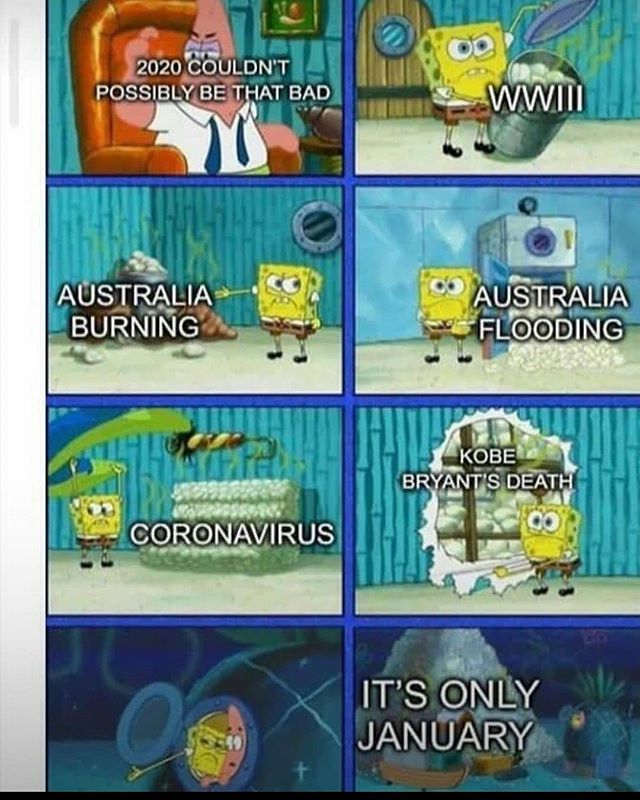 2020 COULDN'T
POSSIBLY BE THAT BAD
WWIII
AUSTRALIA
BURNING
AUSTRALIA
FLOODING
CORONAVIRUS
KOBE
BRYANT'S DEATH
IT'S ONLY
JANUARY